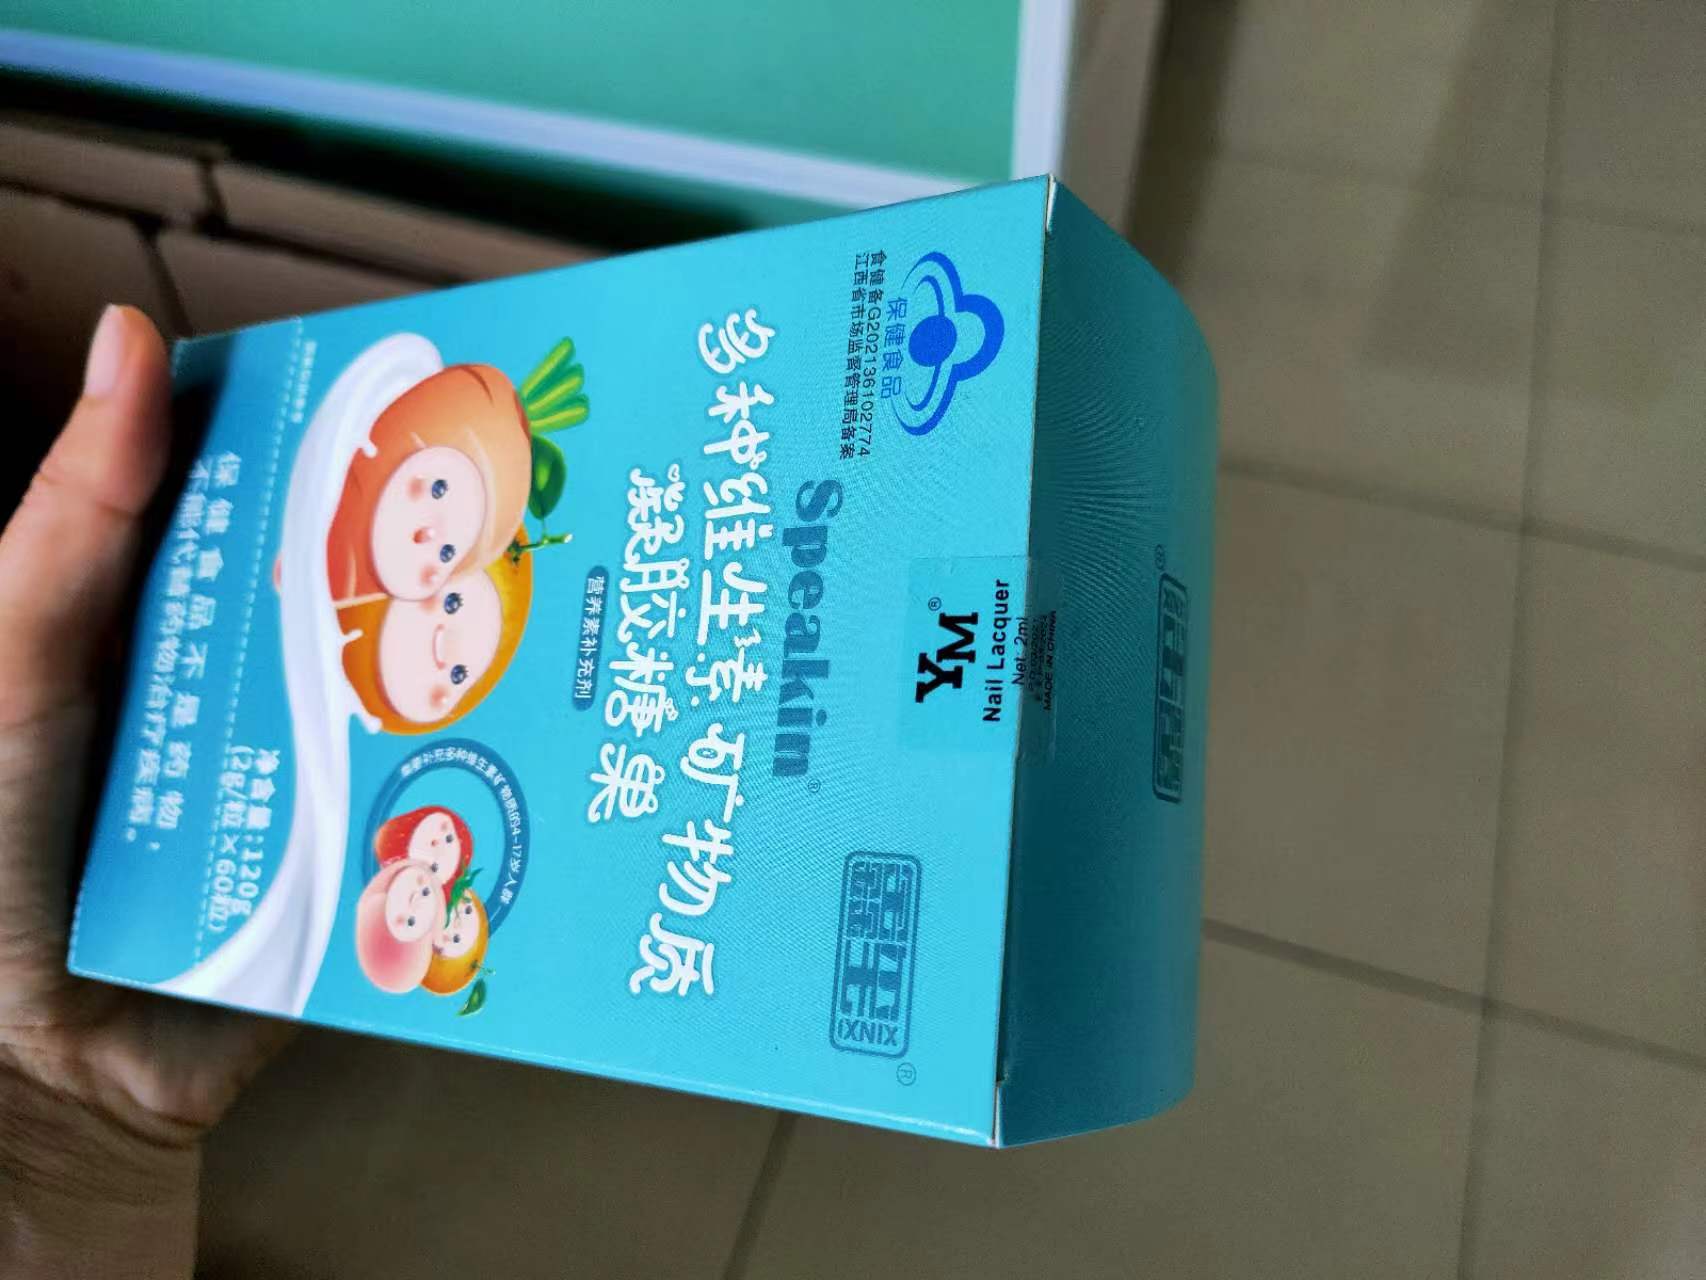 保健食品
食健备G202136102774
江西省市场监督管理局备案
Speakin®
多种维生素矿物质
凝胶糖果
营养素补充剂
XINXI
®
YM®
Nail Lacquer
Net: 2ml
MADE IN CHINA
净含量:120g
(2g/粒×60粒)
保健食品不是药物，
不能代替药物治疗疾病。